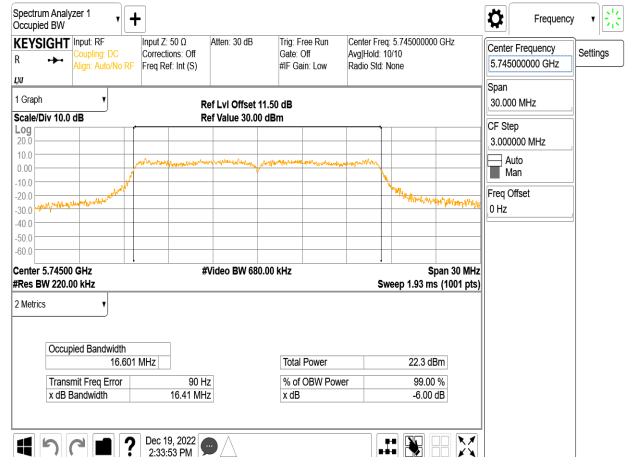 Spectrum Analyzer 1
Occupied BW
Frequency
KEYSIGHT
R
LXI
Input: RF
Coupling: DC
Align: Auto/No RF
Input Z: 50 Ω
Corrections: Off
Freq Ref: Int (S)
Atten: 30 dB
Trig: Free Run
Gate: Off
#IF Gain: Low
Center Freq: 5.745000000 GHz
Avg|Hold: 10/10
Radio Std: None
Center Frequency
5.745000000 GHz
Settings
Span
30.000 MHz
CF Step
3.000000 MHz
Auto
Man
Freq Offset
0 Hz
1 Graph
Scale/Div 10.0 dB
Ref Lvl Offset 11.50 dB
Ref Value 30.00 dBm
Log
20.0
10.0
0.00
-10.0
-20.0
-30.0
-40.0
-50.0
-60.0
Center 5.74500 GHz
#Res BW 220.00 kHz
#Video BW 680.00 kHz
Span 30 MHz
Sweep 1.93 ms (1001 pts)
2 Metrics
Occupied Bandwidth
16.601 MHz
Total Power 22.3 dBm
Transmit Freq Error 90 Hz
% of OBW Power 99.00 %
x dB Bandwidth 16.41 MHz
x dB -6.00 dB
?
Dec 19, 2022
2:33:53 PM